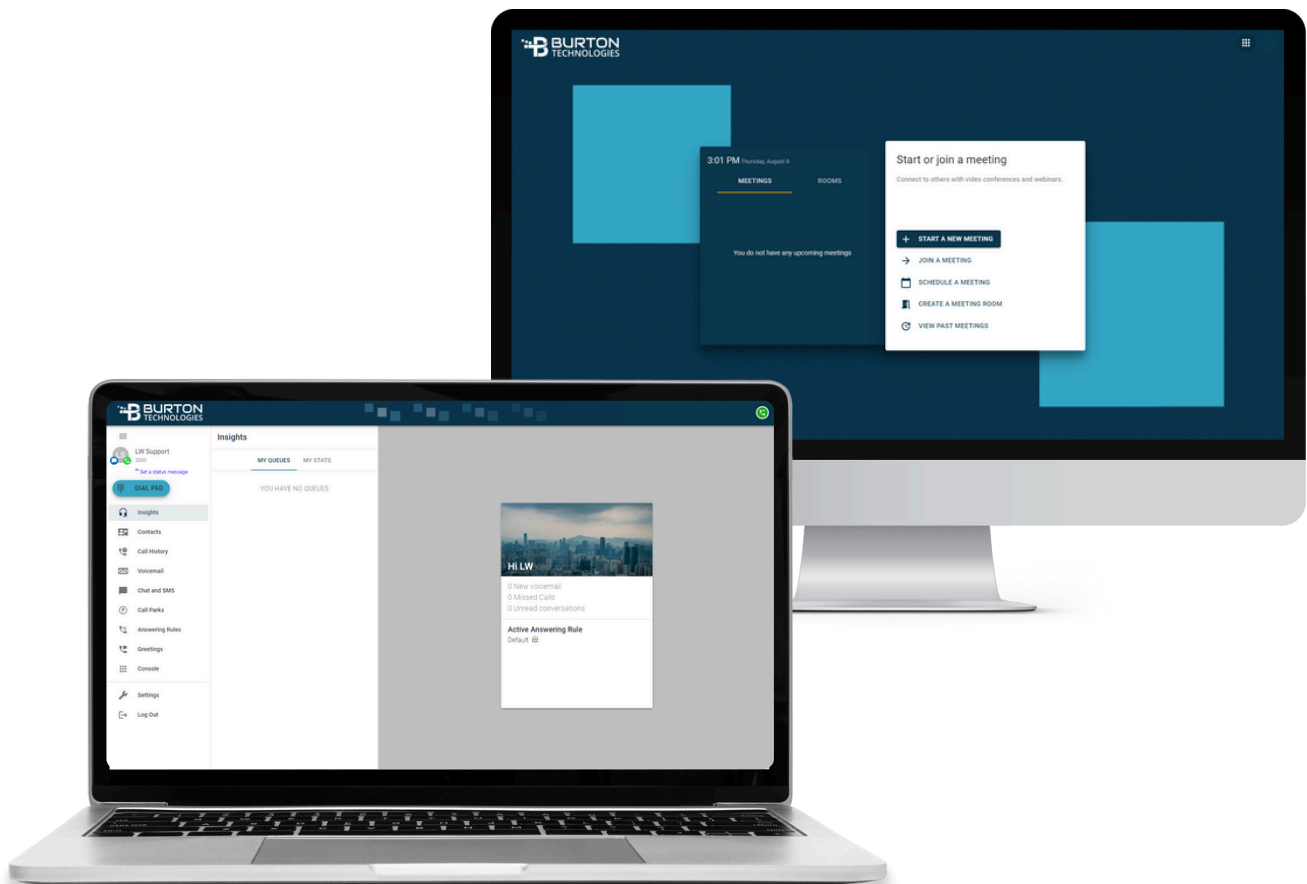 BURTON
TECHNOLOGIES
3:01 PM Thursday, August 8
MEETINGS ROOMS
You do not have any upcoming meetings
Start or join a meeting
Connect to others with video conferences and webinars.
START A NEW MEETING
JOIN A MEETING
SCHEDULE A MEETING
CREATE A MEETING ROOM
VIEW PAST MEETINGS
BURTON
TECHNOLOGIES
LS
LW Support
2000
Set a status message
DIAL PAD
Insights
Contacts
Call History
Voicemail
Chat and SMS
Call Parks
Answering Rules
Greetings
Console
Settings
Log Out
Insights
MY QUEUES MY STATS
YOU HAVE NO QUEUES
Hi LW
0 New voicemail
0 Missed Calls
0 Unread conversations
Active Answering Rule
Default